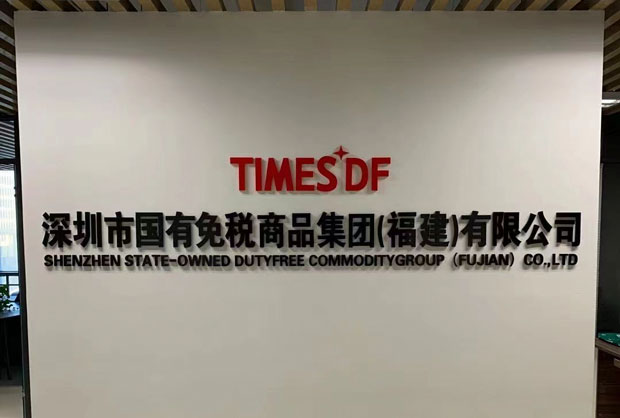 TIMES DF
深圳市国有免税商品集团(福建)有限公司
SHENZHEN STATE-OWNED DUTYFREE COMMODITYGROUP (FUJIAN) CO.,LTD